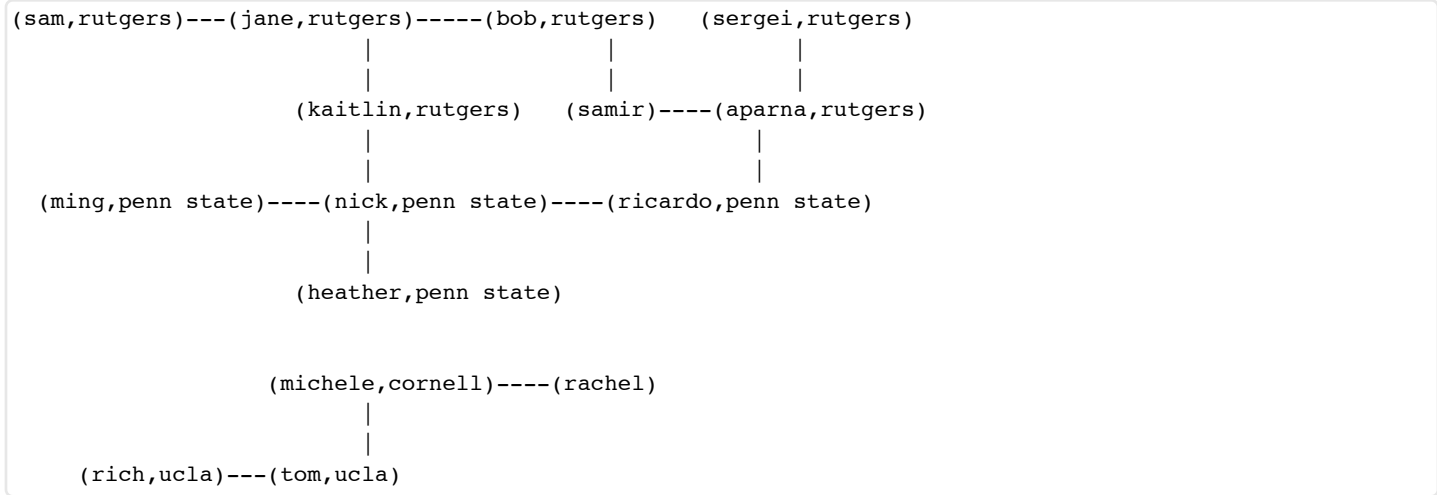 (sam,rutgers)---(jane,rutgers)-----(bob,rutgers)   (sergei,rutgers)
                          |                  |             |
                          |                  |             |
                     (kaitlin,rutgers)   (samir)----(aparna,rutgers)
                          |                            |
                          |                            |
  (ming,penn state)----(nick,penn state)----(ricardo,penn state)
                          |
                          |
                     (heather,penn state)


                   (michele,cornell)----(rachel)
                          |
                          |
     (rich,ucla)---(tom,ucla)